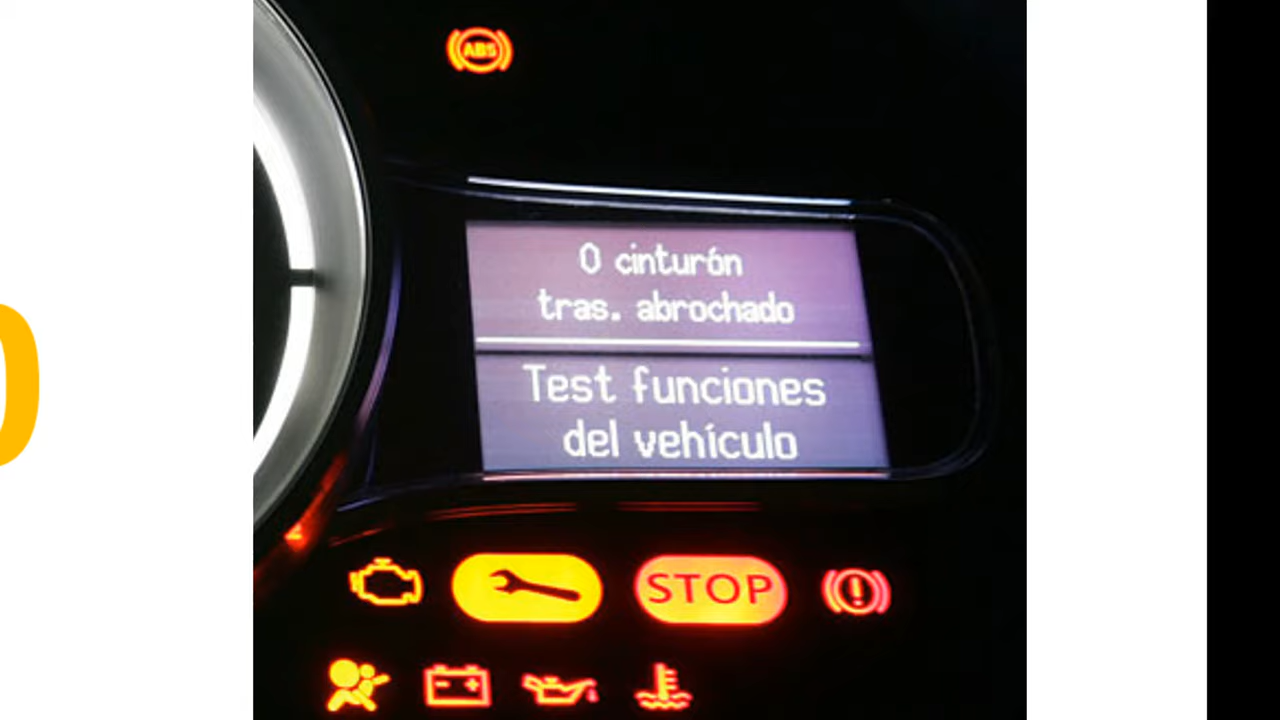 ABS
0 cinturón
tras. abrochado
Test funciones
del vehículo
STOP